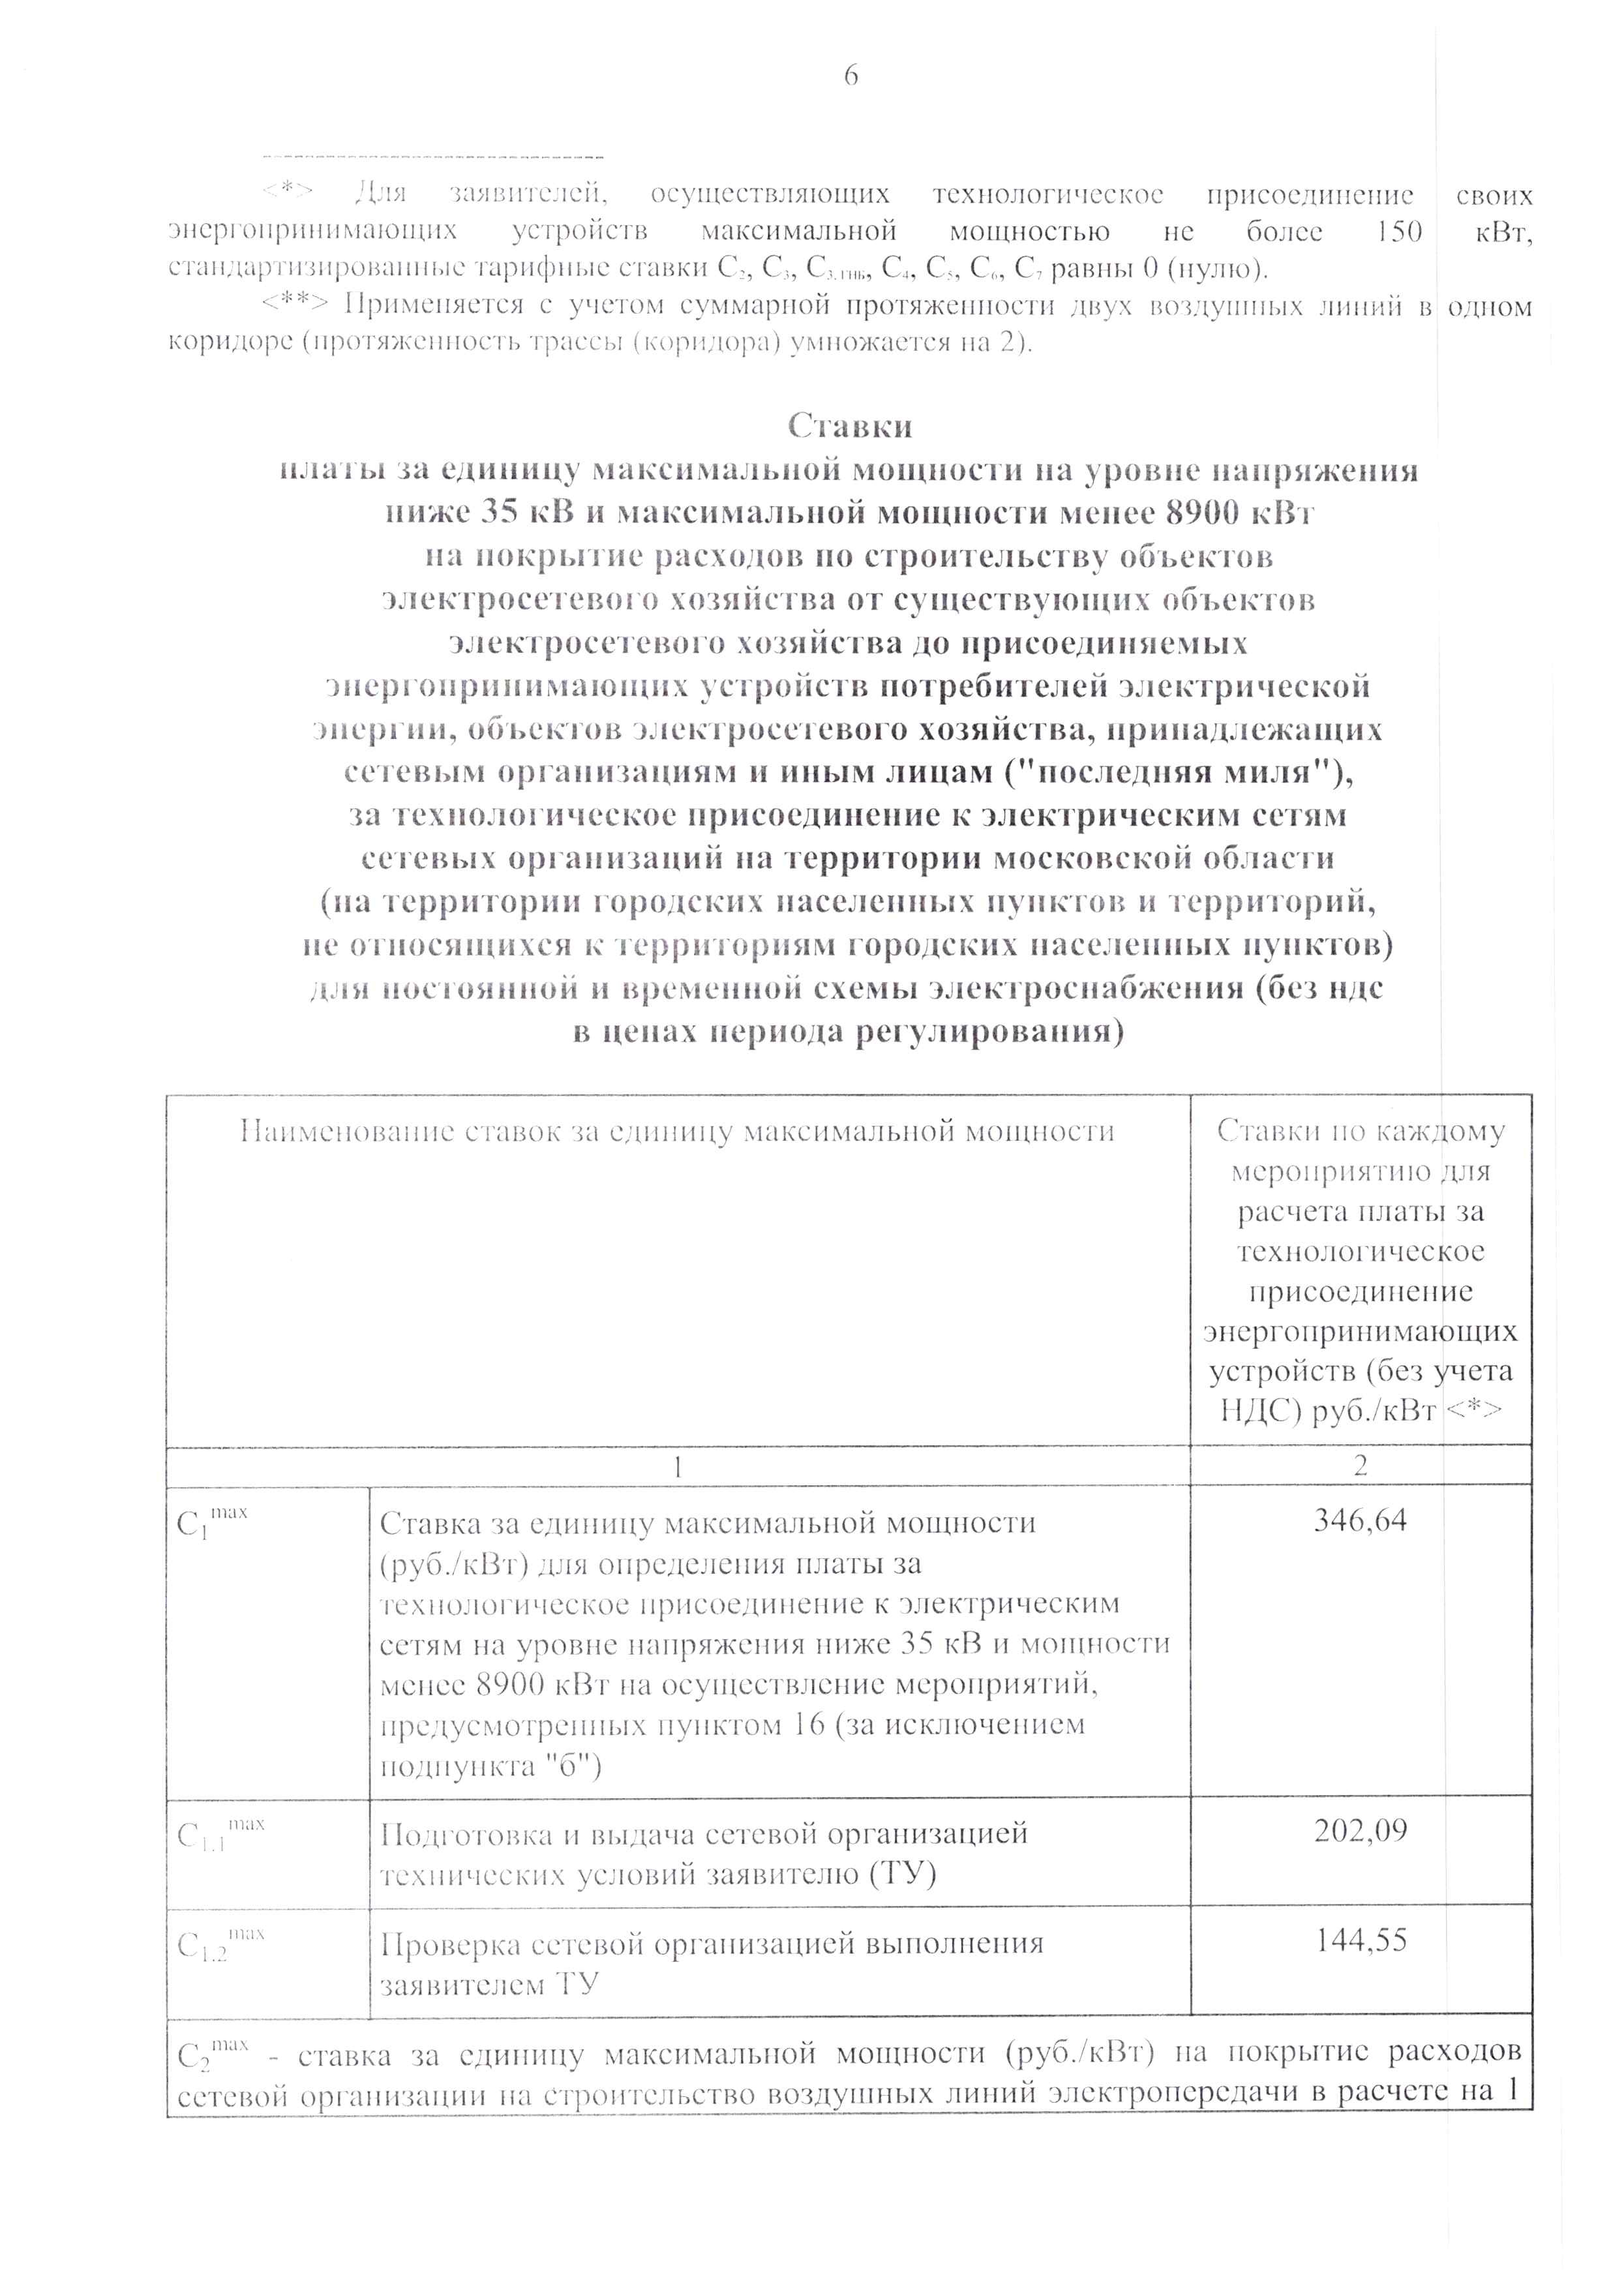 6
<*> Для заявителей, осуществляющих технологическое присоединение своих
энергопринимающих устройств максимальной мощностью не более 150 кВт,
стандартизированные тарифные ставки С₂, С₃, С₃.гнб, С₄, С₅, С₆, С₇ равны 0 (нулю).
<**> Применяется с учетом суммарной протяженности двух воздушных линий в одном
коридоре (протяженность трассы (коридора) умножается на 2).
Ставки
платы за единицу максимальной мощности на уровне напряжения
ниже 35 кВ и максимальной мощности менее 8900 кВт
на покрытие расходов по строительству объектов
электросетевого хозяйства от существующих объектов
электросетевого хозяйства до присоединяемых
энергопринимающих устройств потребителей электрической
энергии, объектов электросетевого хозяйства, принадлежащих
сетевым организациям и иным лицам ("последняя миля"),
за технологическое присоединение к электрическим сетям
сетевых организаций на территории московской области
(на территории городских населенных пунктов и территорий,
не относящихся к территориям городских населенных пунктов)
для постоянной и временной схемы электроснабжения (без ндс
в ценах периода регулирования)
Наименование ставок за единицу максимальной мощности
Ставки по каждому
мероприятию для
расчета платы за
технологическое
присоединение
энергопринимающих
устройств (без учета
НДС) руб./кВт <*>
1
2
С₁max
Ставка за единицу максимальной мощности
(руб./кВт) для определения платы за
технологическое присоединение к электрическим
сетям на уровне напряжения ниже 35 кВ и мощности
менее 8900 кВт на осуществление мероприятий,
предусмотренных пунктом 16 (за исключением
подпункта "б")
346,64
С1.1max
Подготовка и выдача сетевой организацией
технических условий заявителю (ТУ)
202,09
С1.2max
Проверка сетевой организацией выполнения
заявителем ТУ
144,55
С₂max - ставка за единицу максимальной мощности (руб./кВт) на покрытие расходов
сетевой организации на строительство воздушных линий электропередачи в расчете на 1